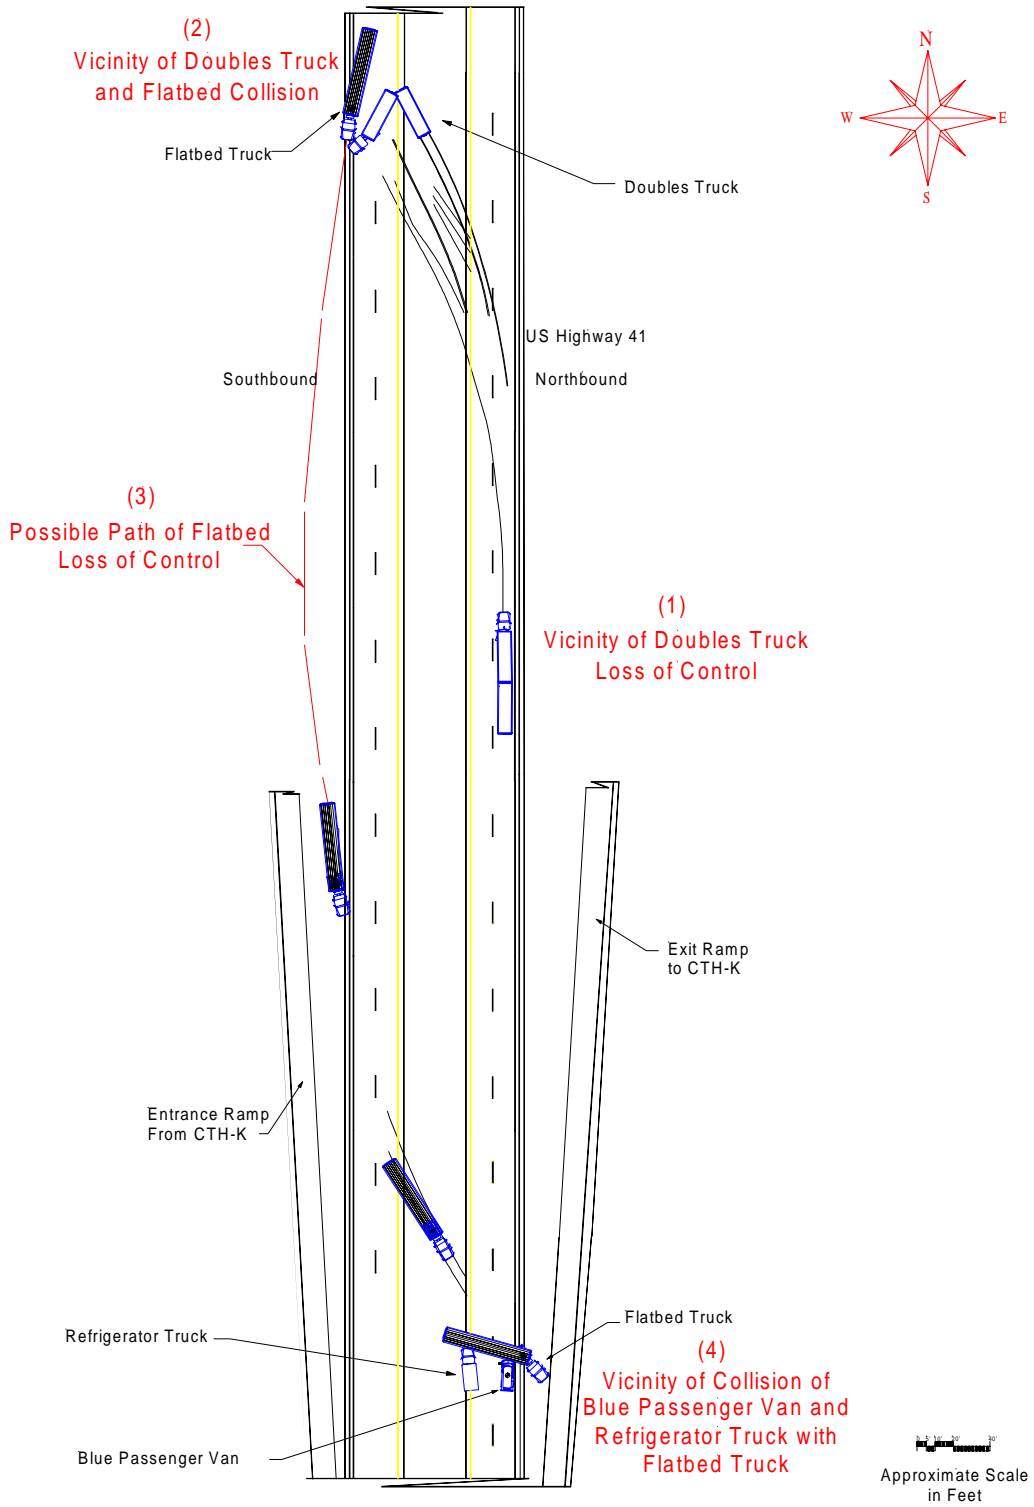 (2)
Vicinity of Doubles Truck
and Flatbed Collision
N
W
E
S
Flatbed Truck
Doubles Truck
US Highway 41
Southbound
Northbound
(3)
Possible Path of Flatbed
Loss of Control
(1)
Vicinity of Doubles Truck
Loss of Control
Exit Ramp
to CTH-K
Entrance Ramp
From CTH-K
Flatbed Truck
Refrigerator Truck
(4)
Vicinity of Collision of
Blue Passenger Van and
Refrigerator Truck with
Flatbed Truck
Blue Passenger Van
Approximate Scale
in Feet